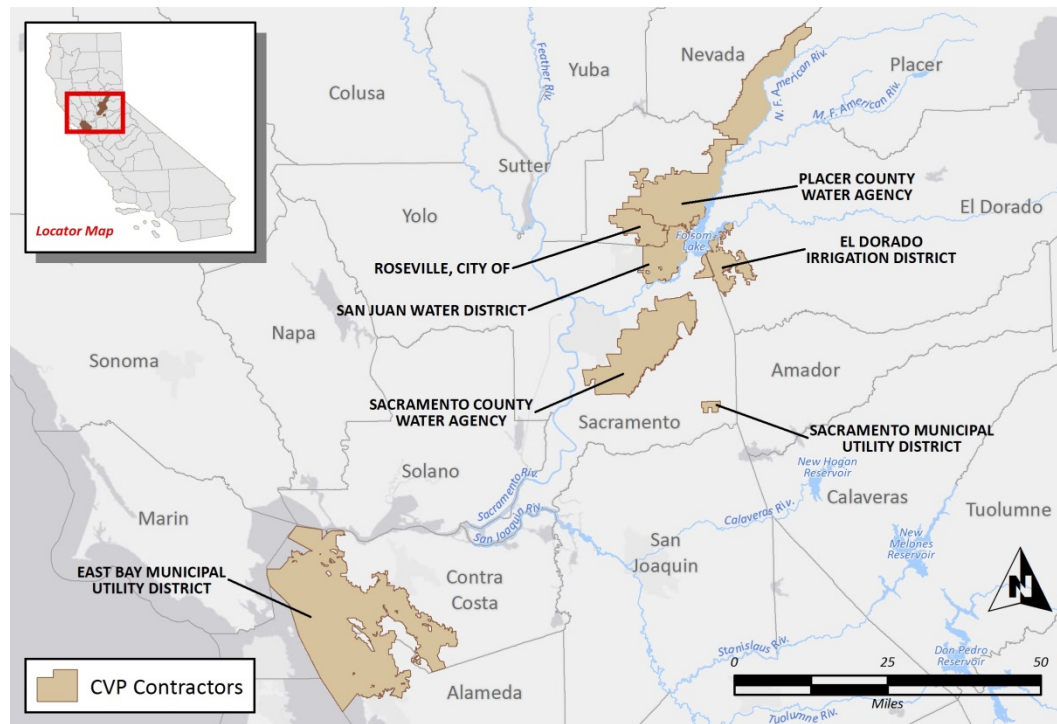 Locator Map
Colusa
Yuba
Nevada
Placer
Feather Riv.
N. F. American Riv.
M. F. American Riv.
Sutter
Yolo
PLACER COUNTY
WATER AGENCY
El Dorado
Folsom
Lake
ROSEVILLE, CITY OF
EL DORADO
IRRIGATION DISTRICT
SAN JUAN WATER DISTRICT
Napa
Sonoma
Amador
SACRAMENTO COUNTY
WATER AGENCY
Sacramento
SACRAMENTO MUNICIPAL
UTILITY DISTRICT
Solano
Sacramento Riv.
San Joaquin Riv.
New Hogan
Reservoir
Calaveras
Calaveras Riv.
Tuolumne
Marin
New
Melones
Reservoir
San
Joaquin
EAST BAY MUNICIPAL
UTILITY DISTRICT
Contra
Costa
N
Stanislaus Riv.
Don Pedro
Reservoir
Alameda
CVP Contractors
0 25 50
Miles
Tuolumne Riv.